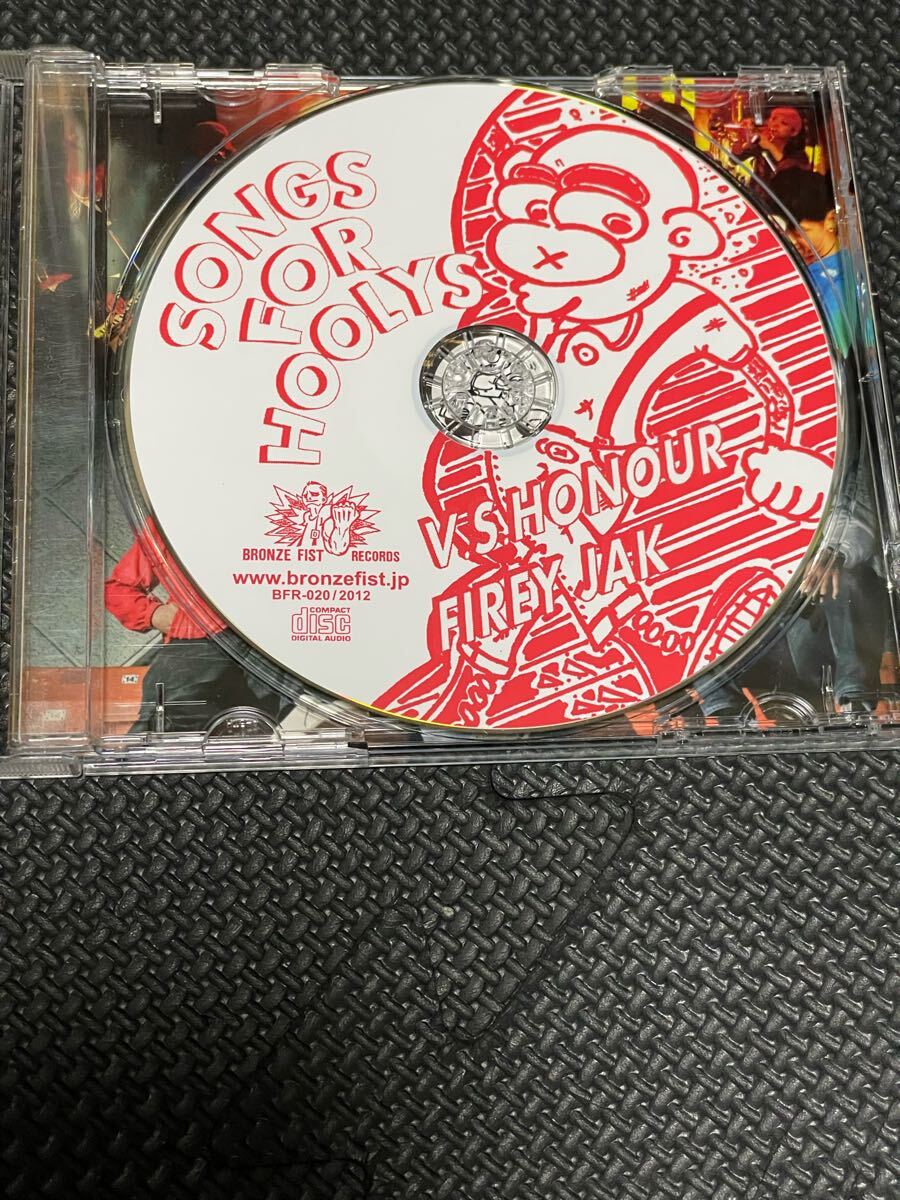 SONGS
FOR
HOOLYS
V S HONOUR
FIREY JAK
BRONZE FIST RECORDS
www.bronzefist.jp
BFR-020/2012
COMPACT
disc
DIGITAL AUDIO
14